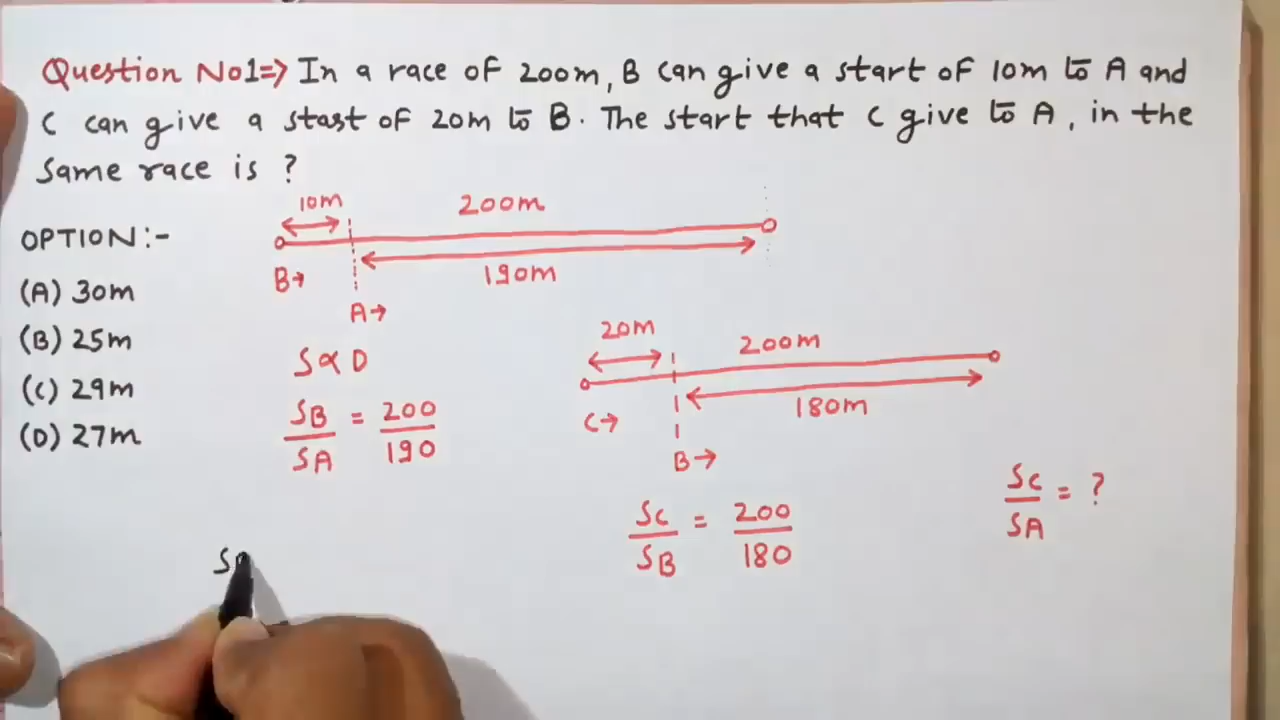 Question No1=> In a race of 200m, B can give a start of 10m to A and
C can give a start of 20m to B. The start that C give to A, in the
Same race is ?
OPTION:-
(A) 30m
(B) 25m
(C) 29m
(D) 27m
10m 200m
190m
B→
A→
S∝D
SB/SA = 200/190
20m 200m
180m
C→
B→
SC/SB = 200/180
SC/SA = ?